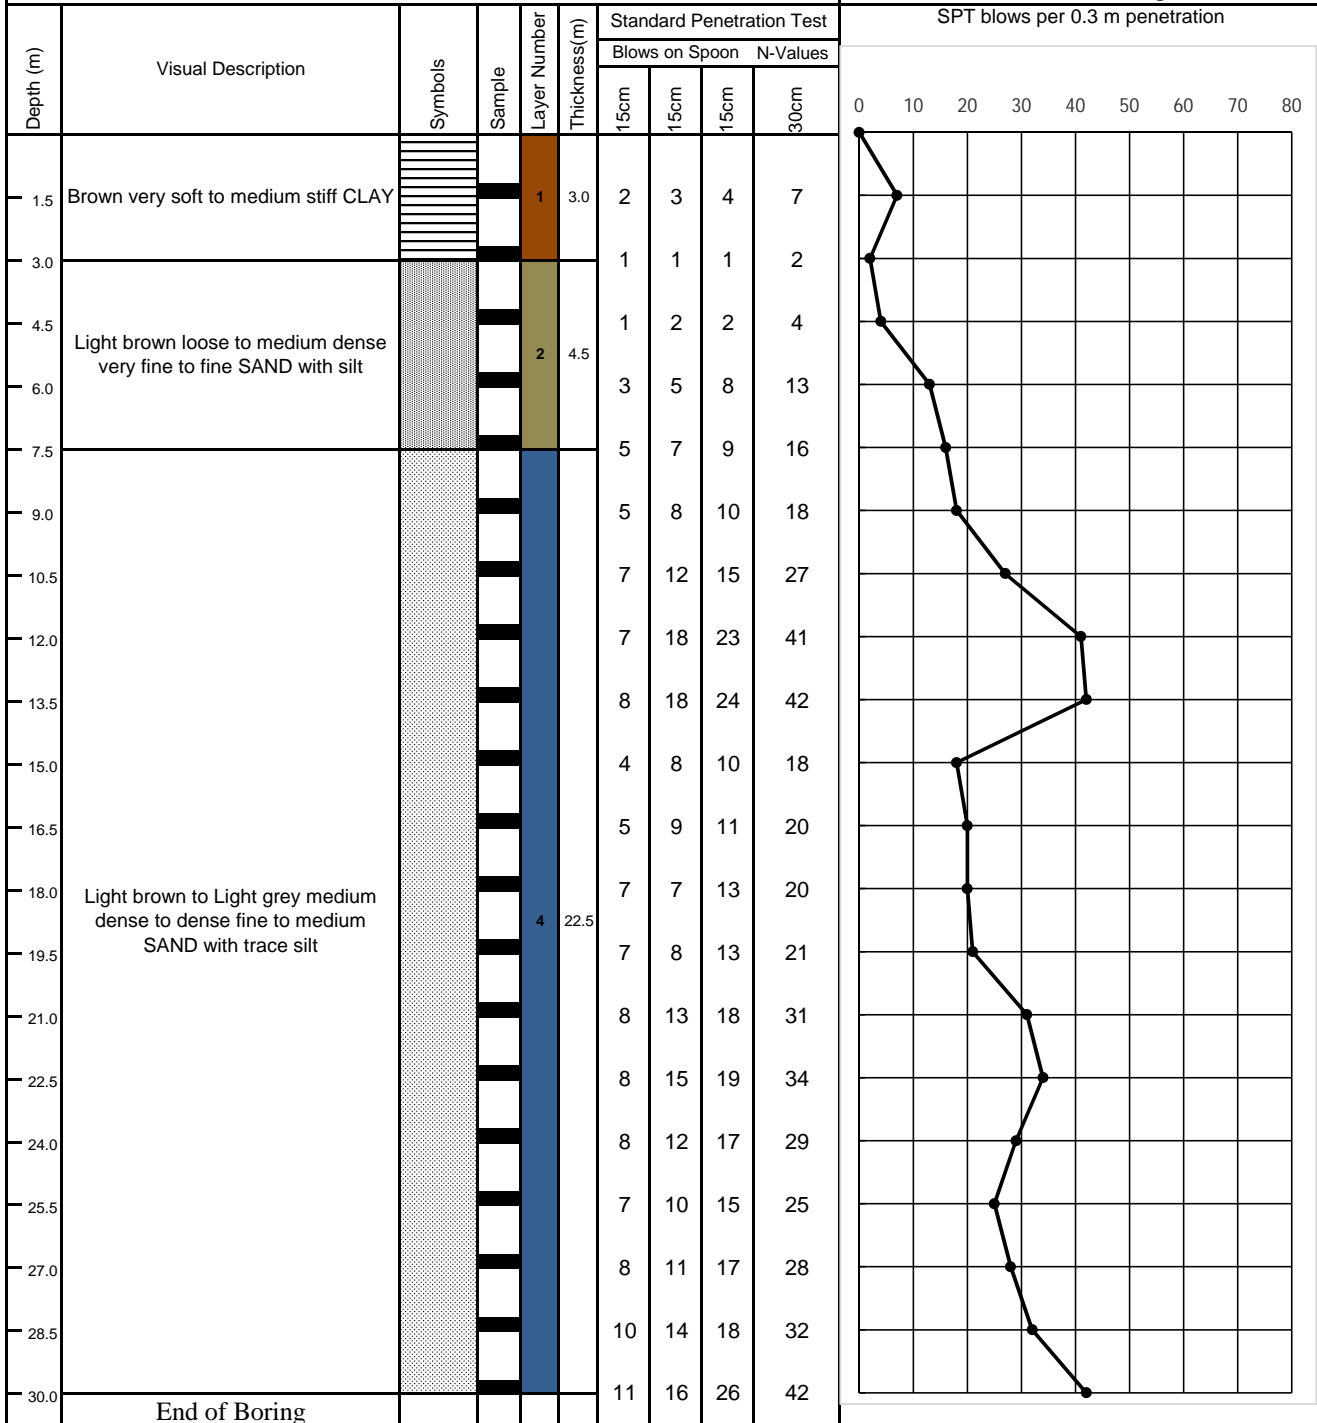 Standard Penetration Test
SPT blows per 0.3 m penetration
Depth (m)
Visual Description
Symbols
Sample
Layer Number
Thickness(m)
Blows on Spoon N-Values
15cm 15cm 15cm 30cm
0 10 20 30 40 50 60 70 80
1.5 Brown very soft to medium stiff CLAY 1 3.0 2 3 4 7
3.0 1 1 1 2
4.5 1 2 2 4
Light brown loose to medium dense
very fine to fine SAND with silt
2 4.5
6.0 3 5 8 13
7.5 5 7 9 16
9.0 5 8 10 18
10.5 7 12 15 27
12.0 7 18 23 41
13.5 8 18 24 42
15.0 4 8 10 18
16.5 5 9 11 20
18.0 7 7 13 20
Light brown to Light grey medium
dense to dense fine to medium
SAND with trace silt
4 22.5
19.5 7 8 13 21
21.0 8 13 18 31
22.5 8 15 19 34
24.0 8 12 17 29
25.5 7 10 15 25
27.0 8 11 17 28
28.5 10 14 18 32
30.0 11 16 26 42
End of Boring